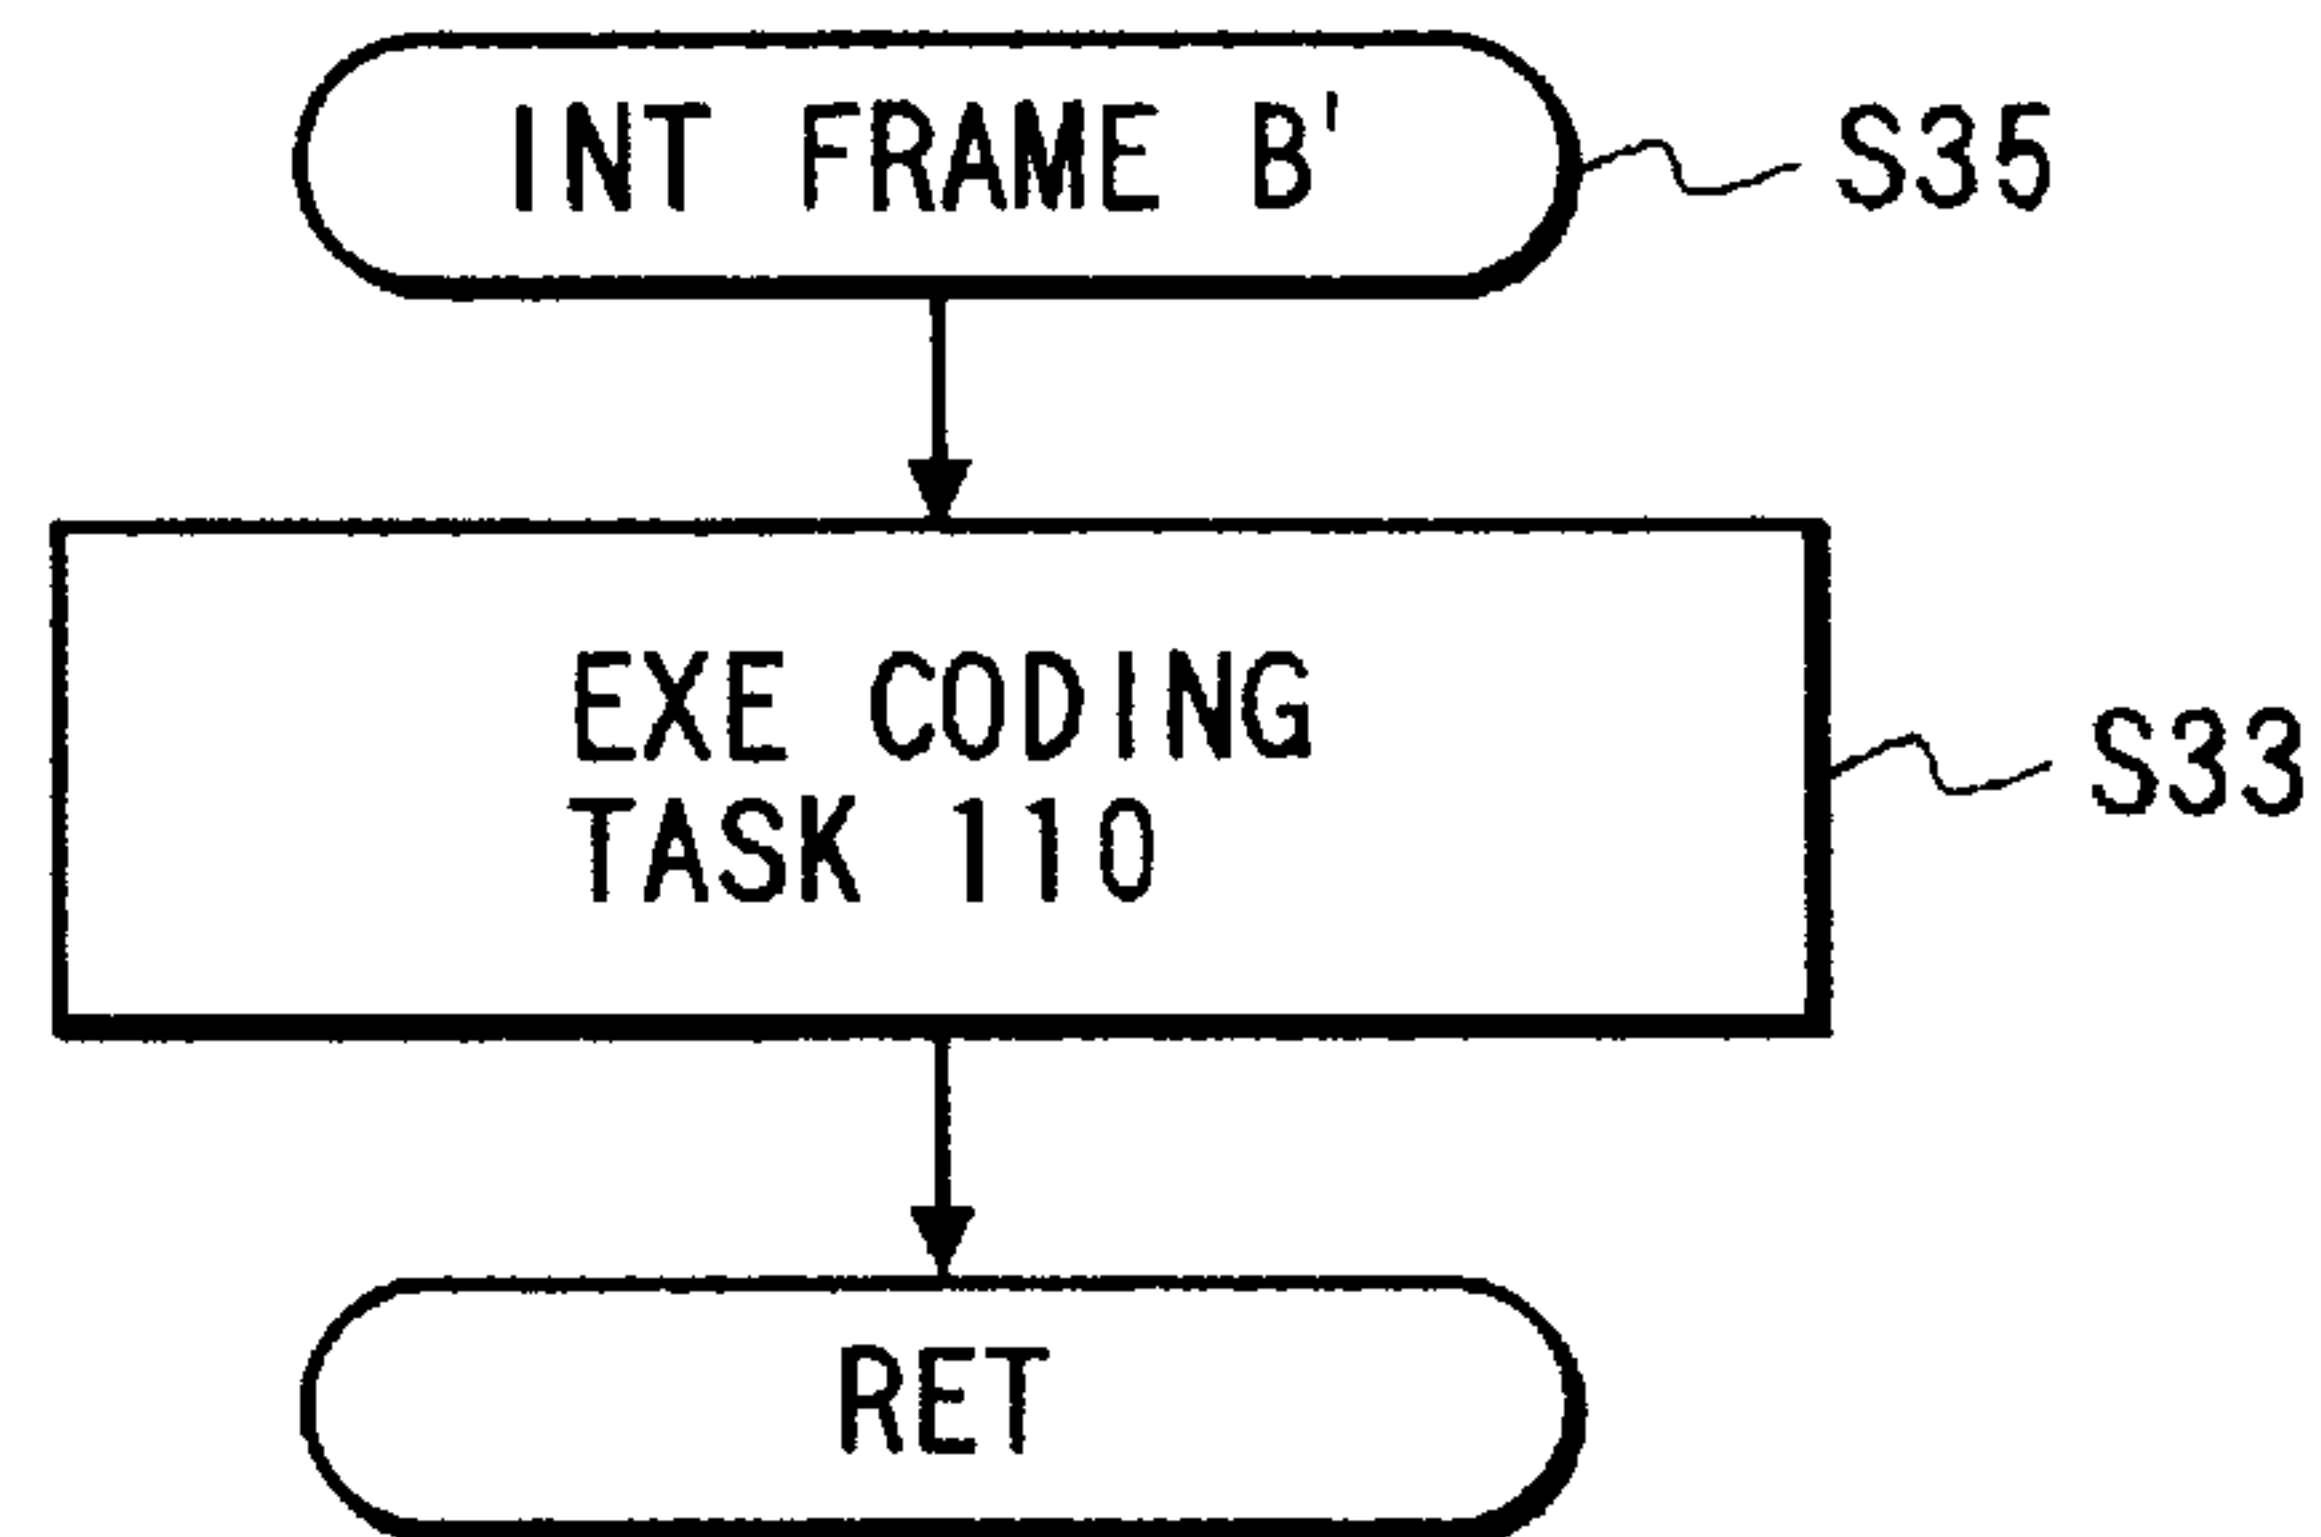 INT FRAME B'
S35
EXE CODING
TASK 110
S33
RET